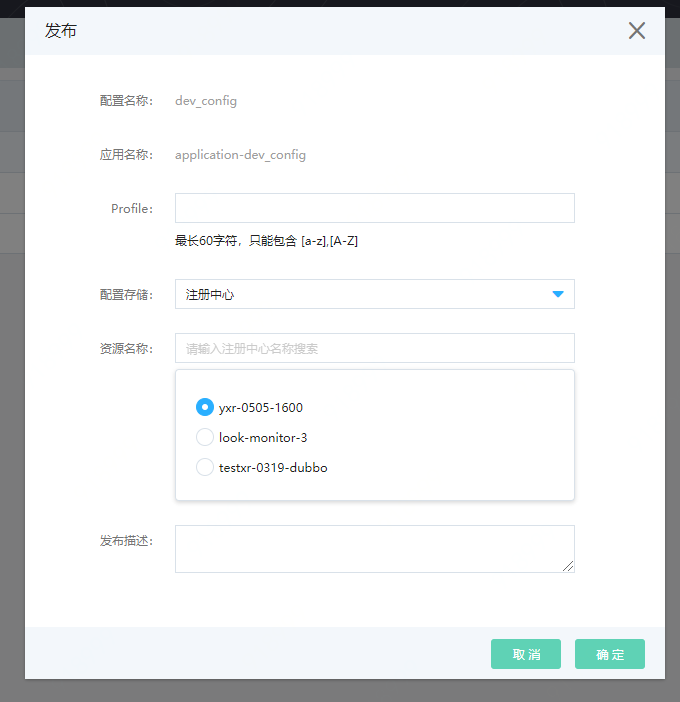 发布
配置名称： dev_config
应用名称： application-dev_config
Profile：
最长60字符，只能包含 [a-z],[A-Z]
配置存储： 注册中心
资源名称： 请输入注册中心名称搜索
yxr-0505-1600
look-monitor-3
testxr-0319-dubbo
发布描述：
取消 确定